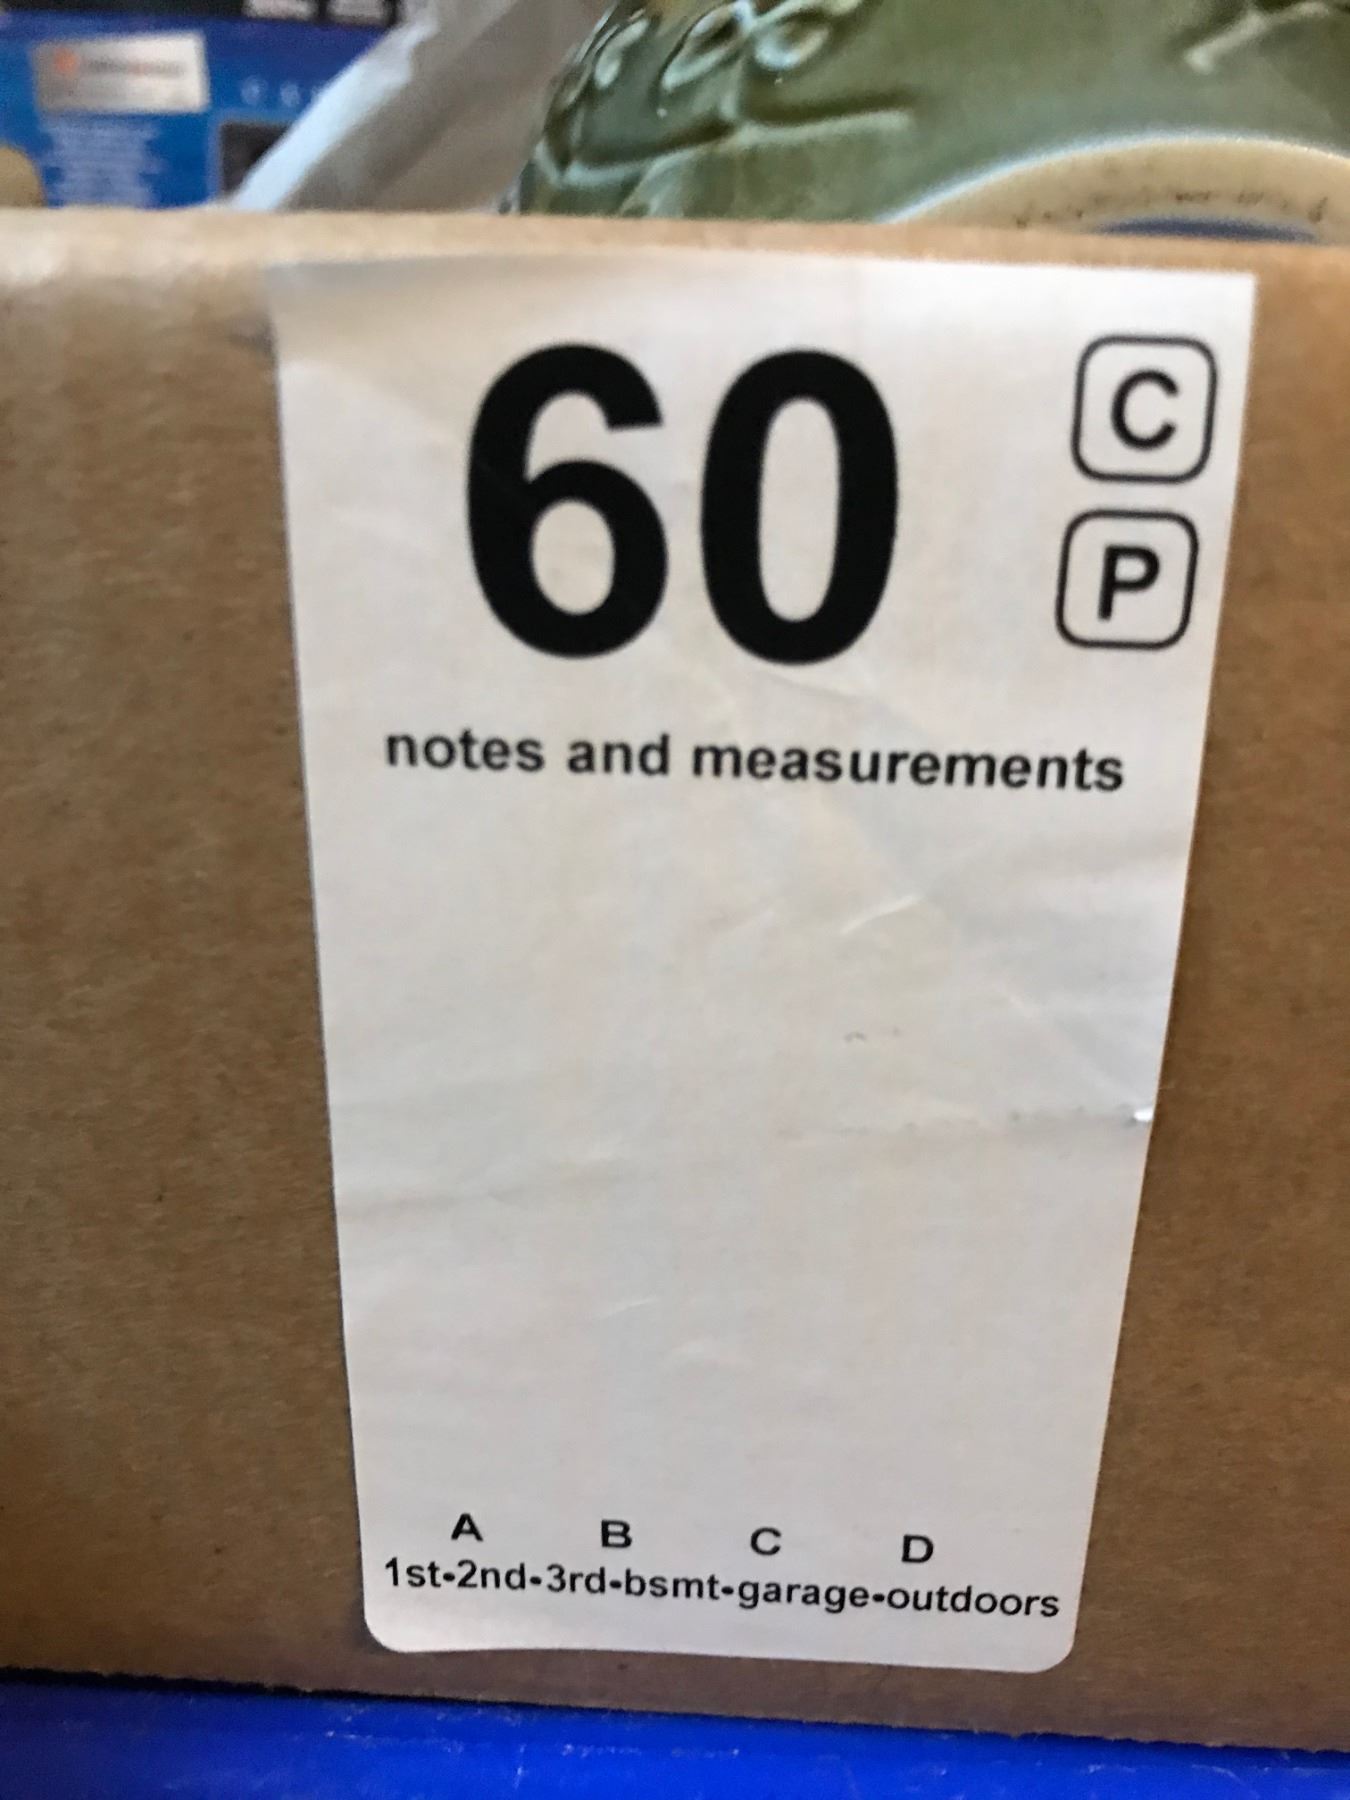 60
C
P
notes and measurements
A B C D
1st-2nd-3rd-bsmt-garage-outdoors